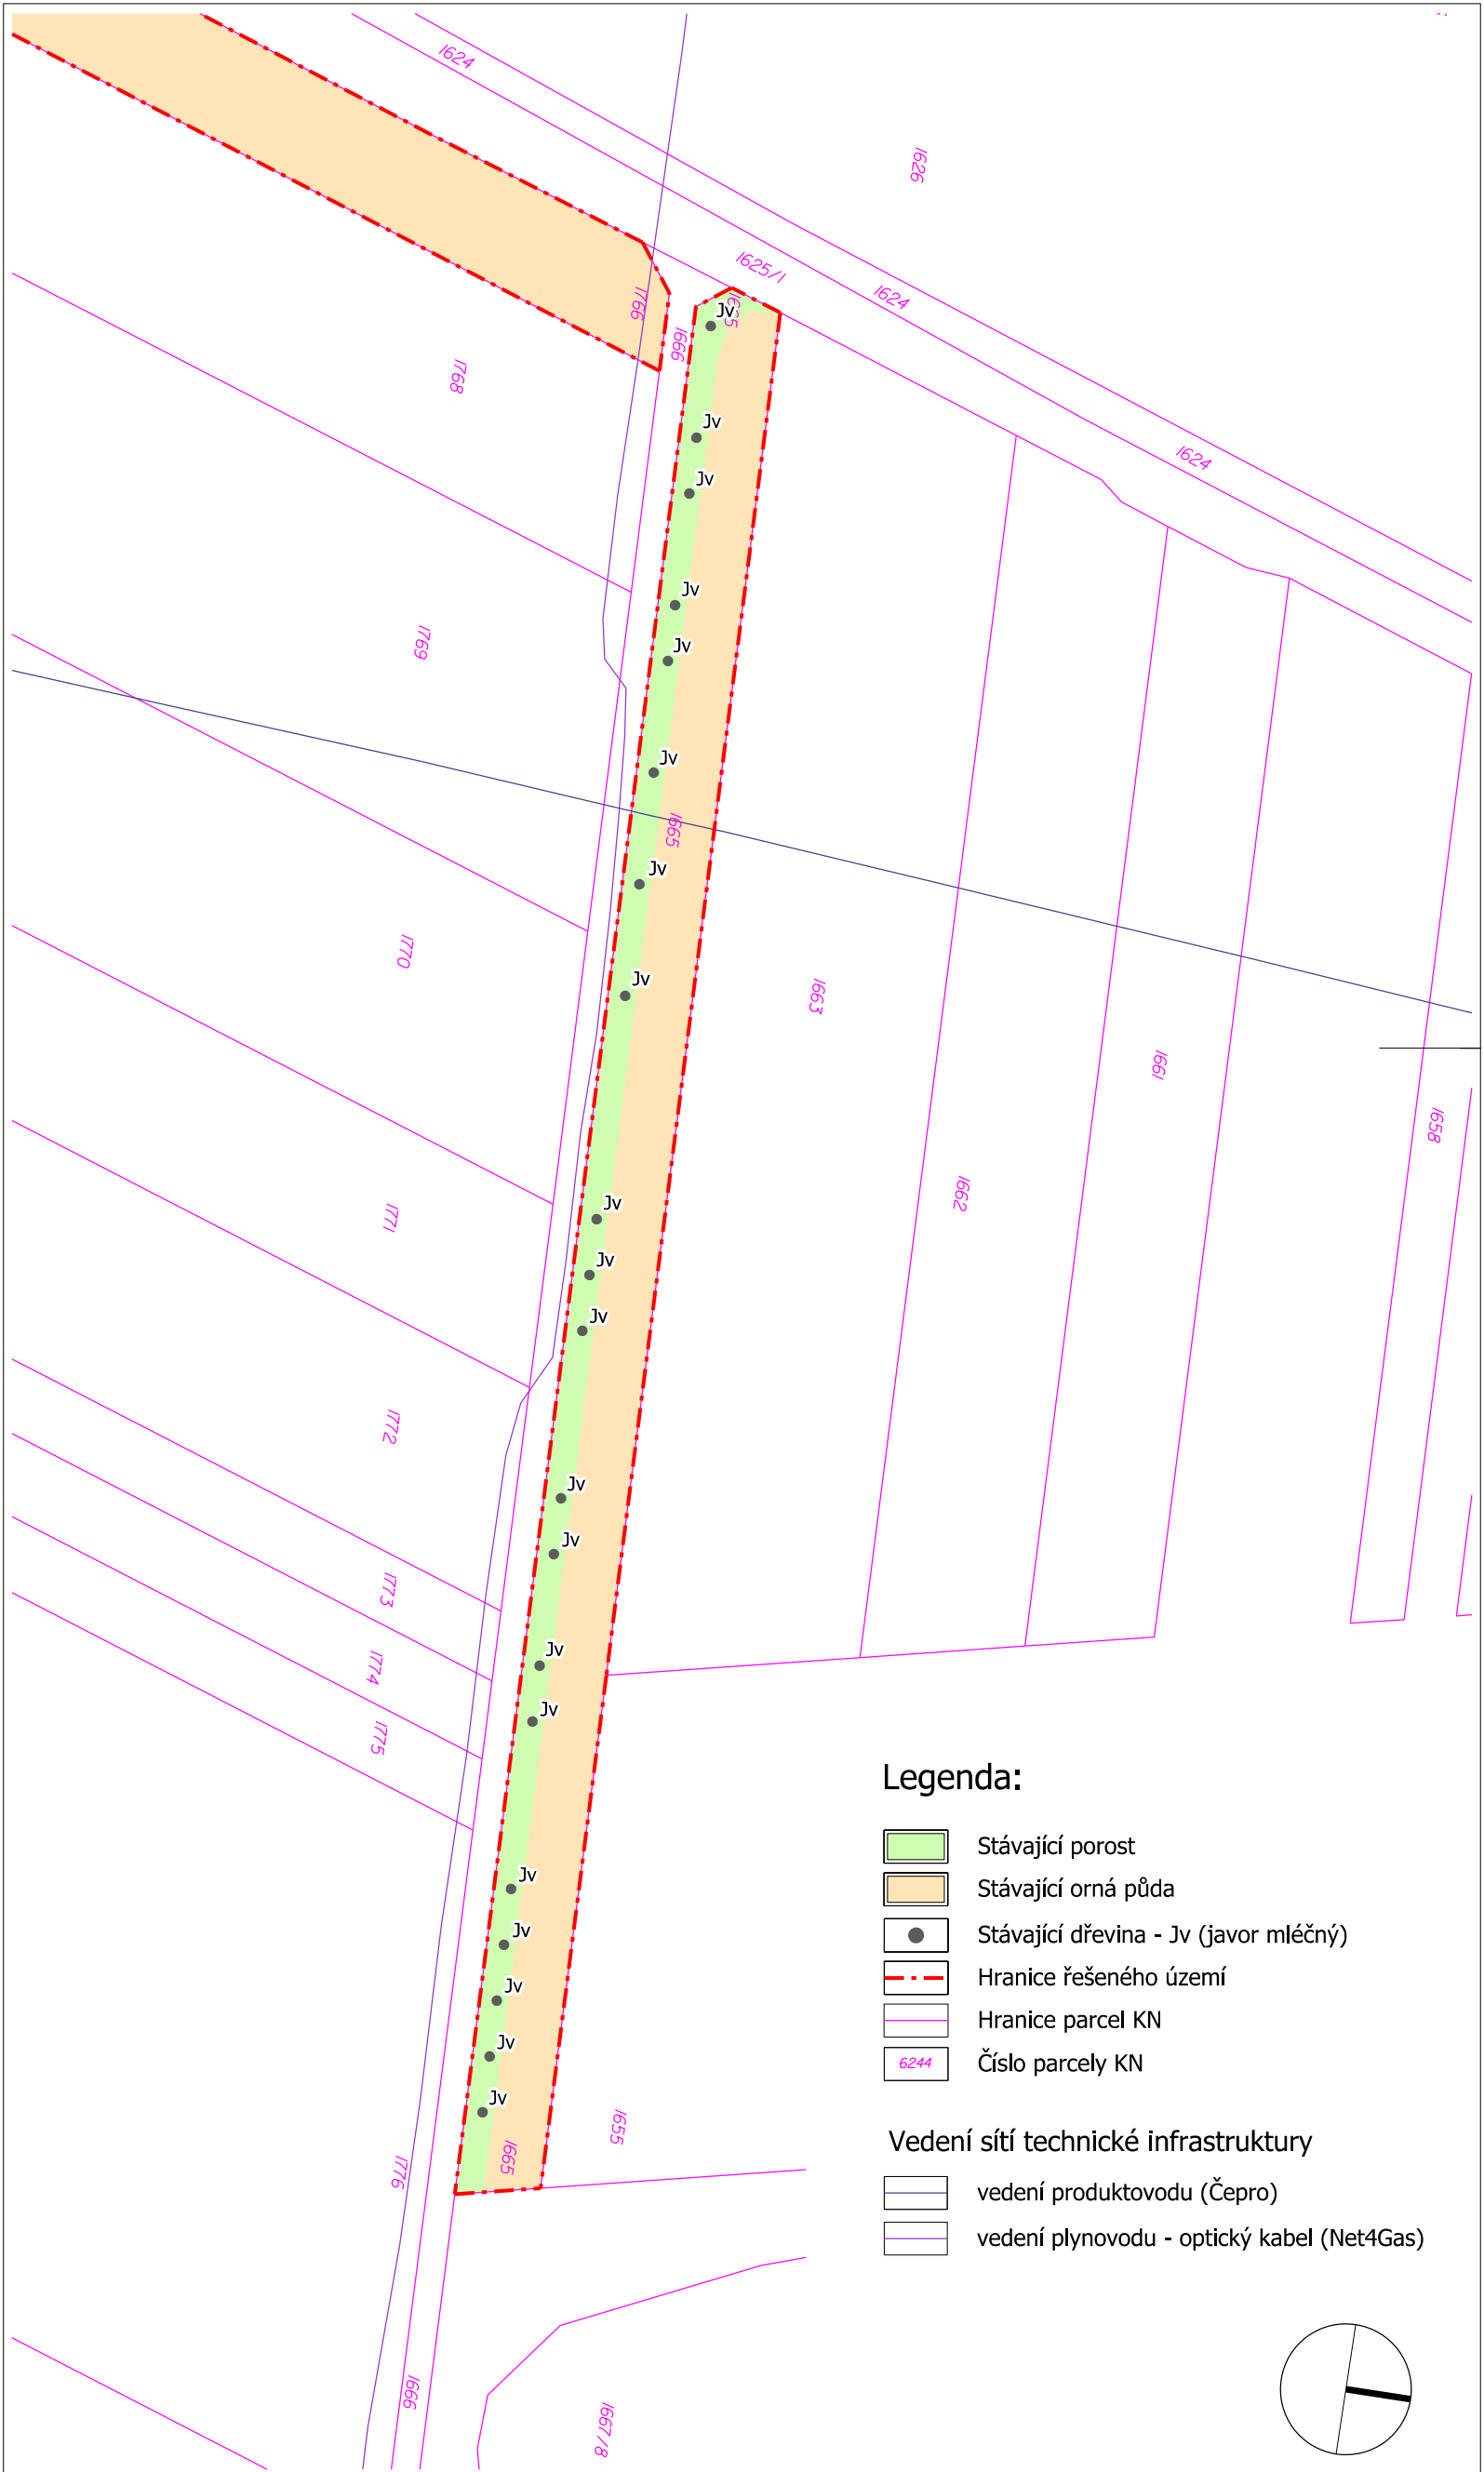 1624
1626
1625/1
1624
1766
1665
Jv
1666
1768
Jv
1624
Jv
Jv
1769
Jv
Jv
1665
Jv
1770
Jv
1663
1661
1658
1662
1771
Jv
Jv
Jv
1772
Jv
Jv
1773
1774
Jv
1775
Jv
Legenda:
Stávající porost
Jv
Stávající orná půda
Jv
Stávající dřevina - Jv (javor mléčný)
Jv
Hranice řešeného území
Hranice parcel KN
Jv
6244 Číslo parcely KN
Jv
1655
1665
1776
Vedení sítí technické infrastruktury
vedení produktovodu (Čepro)
vedení plynovodu - optický kabel (Net4Gas)
1666
1667/8